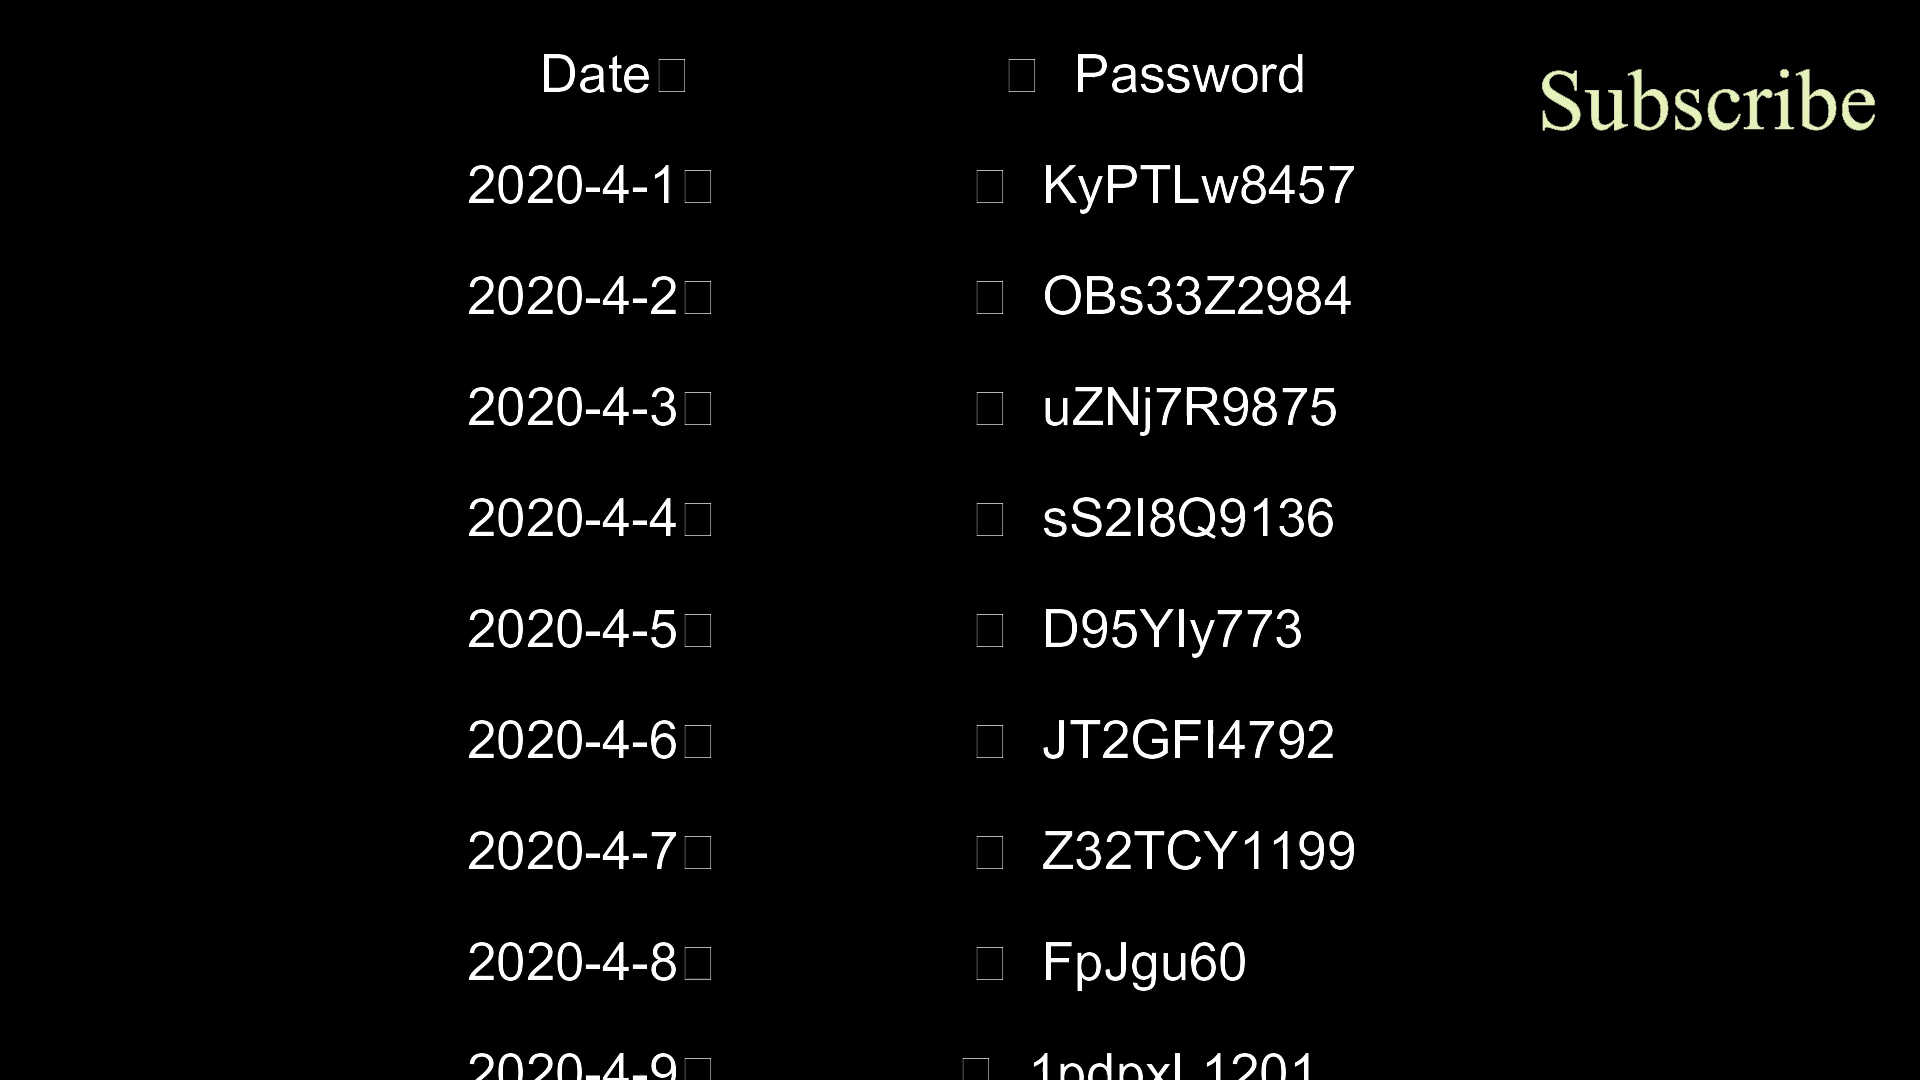 Date Password
Subscribe
2020-4-1 KyPTLw8457
2020-4-2 OBs33Z2984
2020-4-3 uZNj7R9875
2020-4-4 sS2I8Q9136
2020-4-5 D95YIy773
2020-4-6 JT2GFI4792
2020-4-7 Z32TCY1199
2020-4-8 FpJgu60
2020-4-9